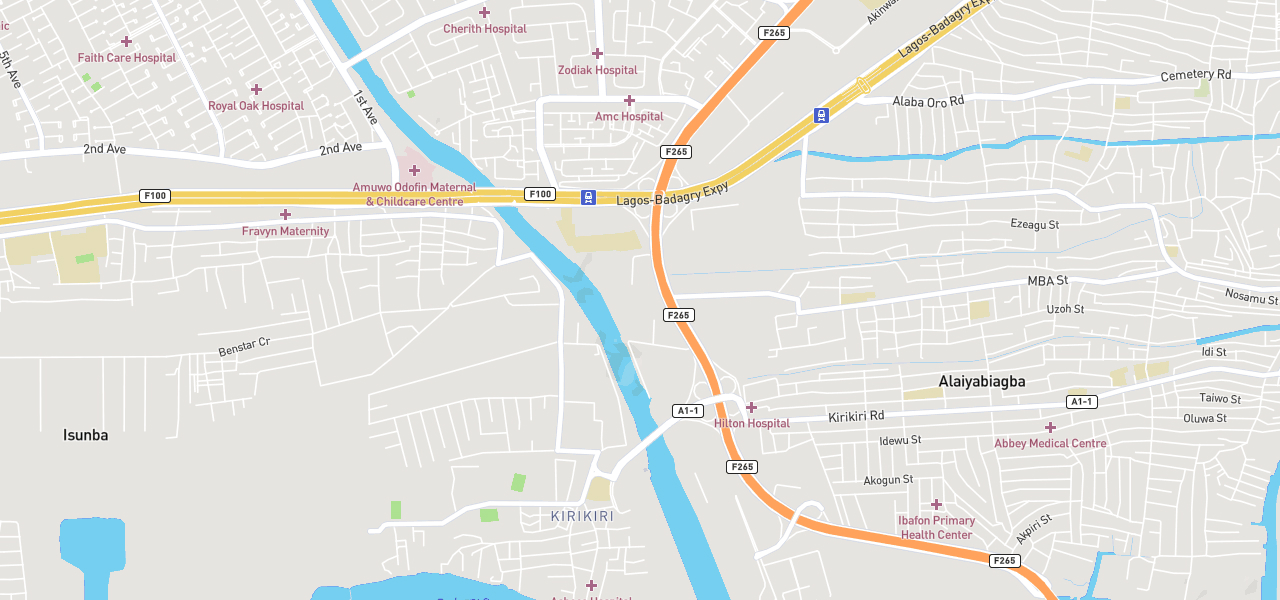 Cherith Hospital
F265
Akinwa
Lagos-Badagry Expy
ic
Faith Care Hospital
5th Ave
Zodiak Hospital
Cemetery Rd
Royal Oak Hospital
1st Ave
Amc Hospital
Alaba Oro Rd
2nd Ave
2nd Ave
F265
Amuwo Odofin Maternal
& Childcare Centre
F100
F100
Lagos-Badagry Expy
Fravyn Maternity
Ezeagu St
MBA St
Nosamu St
Uzoh St
F265
Benstar Cr
Idi St
Alaiyabiagba
Taiwo St
A1-1
A1-1
Kirikiri Rd
Oluwa St
Hilton Hospital
Isunba
Idewu St
Abbey Medical Centre
F265
Akogun St
KIRIKIRI
Ibafon Primary
Health Center
Akpiri St
F265